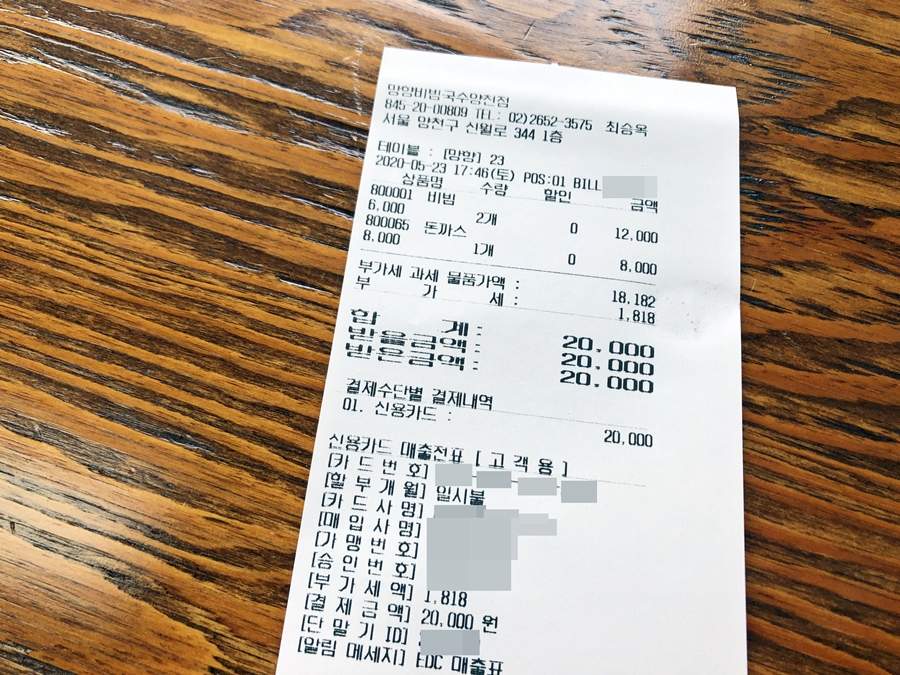 망향비빔국수양천점
845-20-00809 TEL: 02)2652-3575 최승옥
서울 양천구 신월로 344 1층
테이블 : [망향] 23
2020-05-23 17:46(토) POS:01 BILL
상품명 수량 할인 금액
800001 비빔
6,000 2개 0 12,000
800065 돈까스
8,000 1개 0 8,000
부가세 과세 물품가액 : 18,182
부 가 세 : 1,818
합 계 : 20,000
받을금액 : 20,000
받은금액 : 20,000
결제수단별 결제내역
01. 신용카드 : 20,000
신용카드 매출전표 [ 고 객 용 ]
[카 드 번 호]
[할 부 개 월] 일시불
[카 드 사 명]
[매 입 사 명]
[가 맹 번 호]
[승 인 번 호]
[부 가 세 액] 1,818
[결 제 금 액] 20,000 원
[단 말 기 ID]
[알림 메세지] EDC 매출표